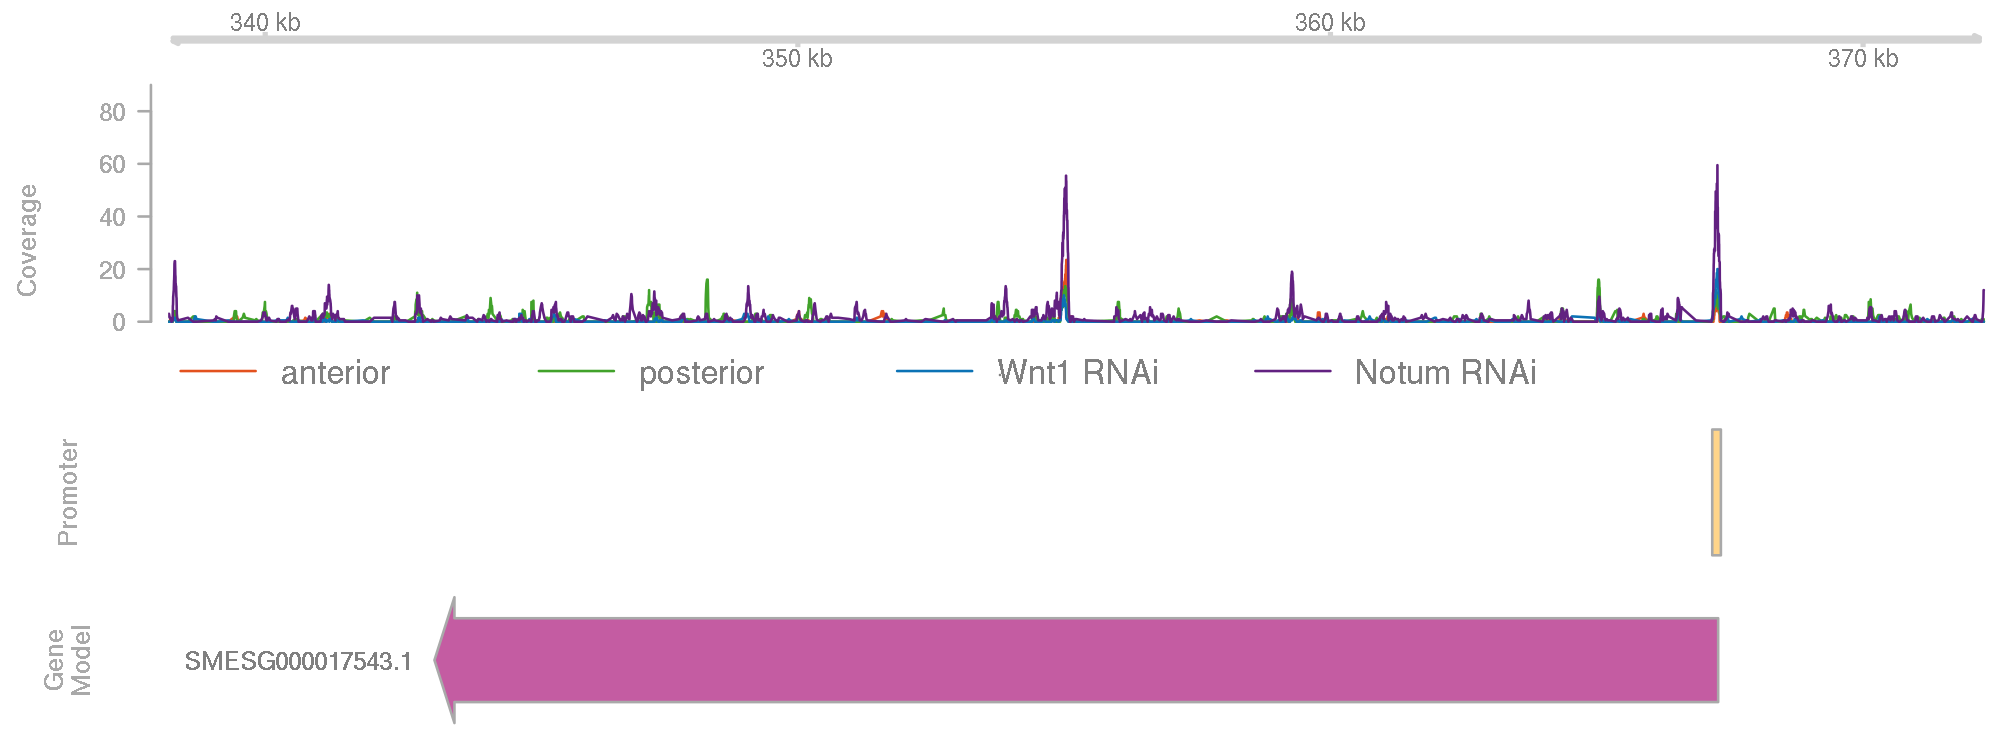 340 kb
360 kb
350 kb
370 kb
Coverage
80
60
40
20
0
anterior
posterior
Wnt1 RNAi
Notum RNAi
Promoter
Gene
Model
SMESG000017543.1